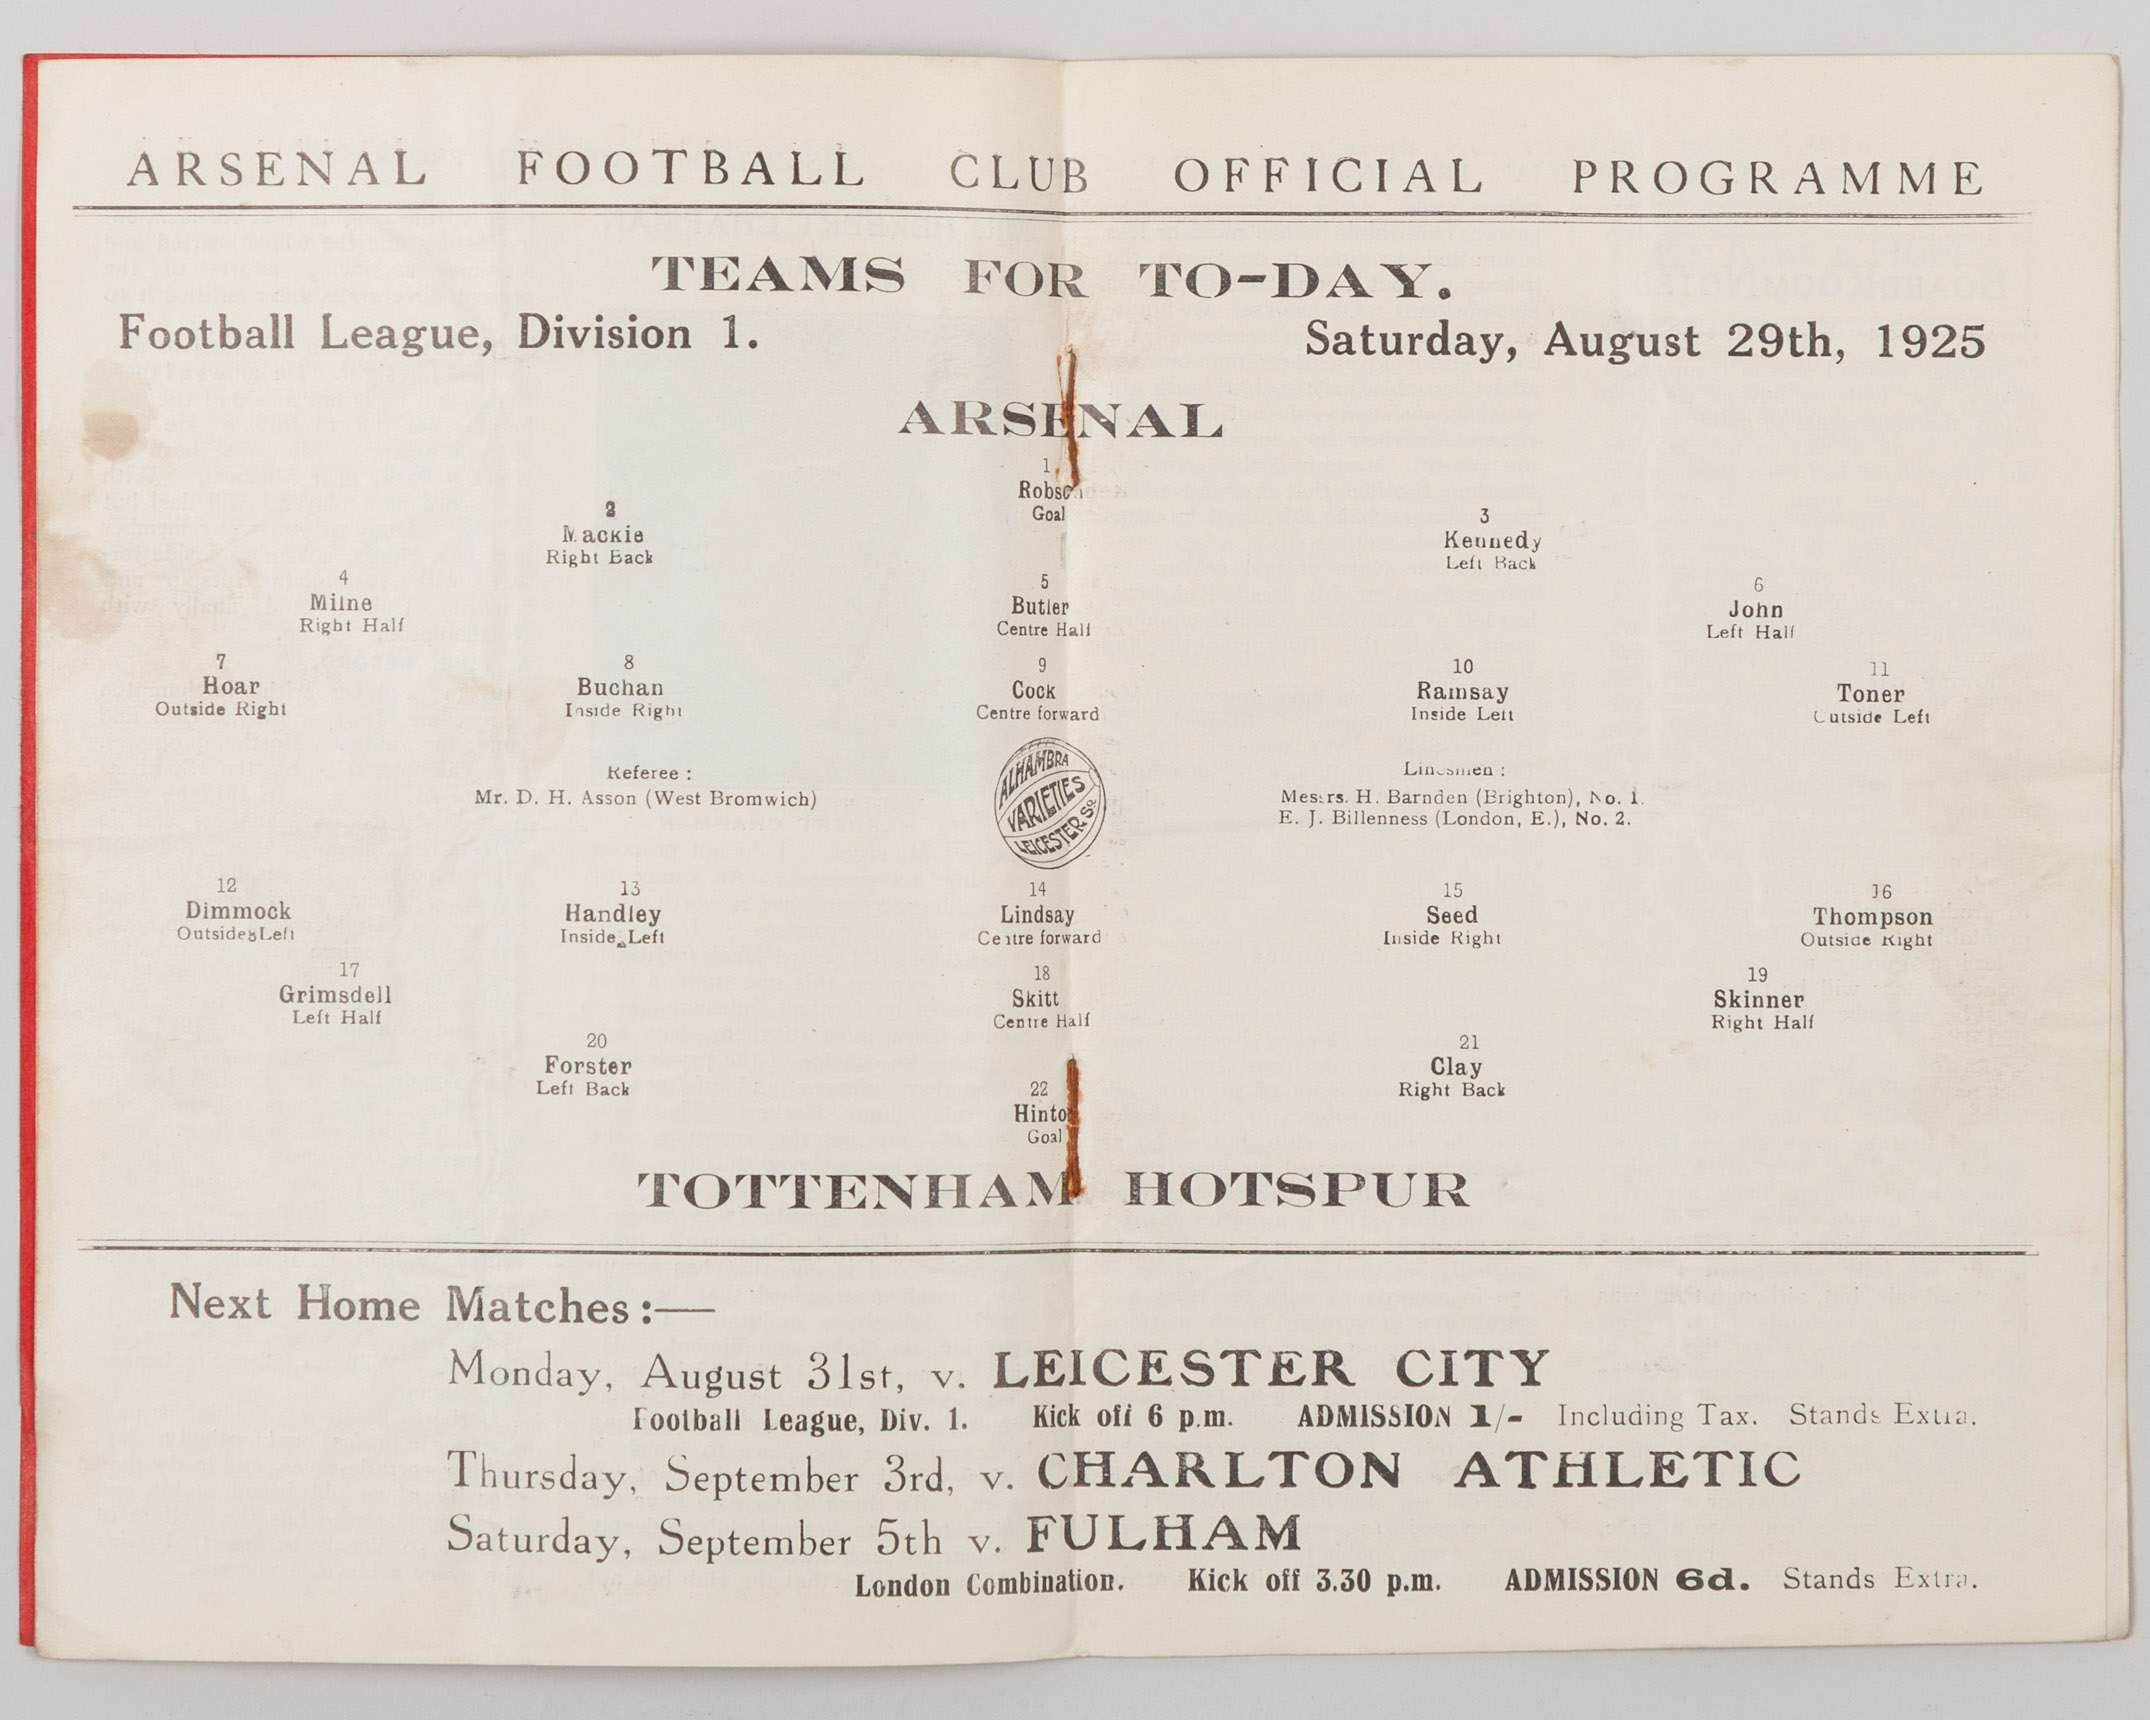 ARSENAL FOOTBALL CLUB OFFICIAL PROGRAMME
TEAMS FOR TO-DAY.
Football League, Division 1. Saturday, August 29th, 1925
ARSENAL
1
Robson
Goal
2 3
Mackie Kennedy
Right Back Left Back
4 5 6
Milne Butler John
Right Half Centre Half Left Half
7 8 9 10 11
Hoar Buchan Cock Ramsay Toner
Outside Right Inside Right Centre forward Inside Left Outside Left
Referee : Linesmen :
Mr. D. H. Asson (West Bromwich) Messrs. H. Barnden (Brighton), No. 1.
E. J. Billenness (London, E.), No. 2.
ALHAMBRA
VARIETIES
LEICESTER SQ
12 13 14 15 16
Dimmock Handley Lindsay Seed Thompson
Outside Left Inside Left Centre forward Inside Right Outside Right
17 18 19
Grimsdell Skitt Skinner
Left Half Centre Half Right Half
20 21
Forster Clay
Left Back Right Back
22
Hinton
Goal
TOTTENHAM HOTSPUR
Next Home Matches :—
Monday, August 31st, v. LEICESTER CITY
Football League, Div. 1. Kick off 6 p.m. ADMISSION 1/- Including Tax. Stands Extra.
Thursday, September 3rd, v. CHARLTON ATHLETIC
Saturday, September 5th v. FULHAM
London Combination. Kick off 3.30 p.m. ADMISSION 6d. Stands Extra.